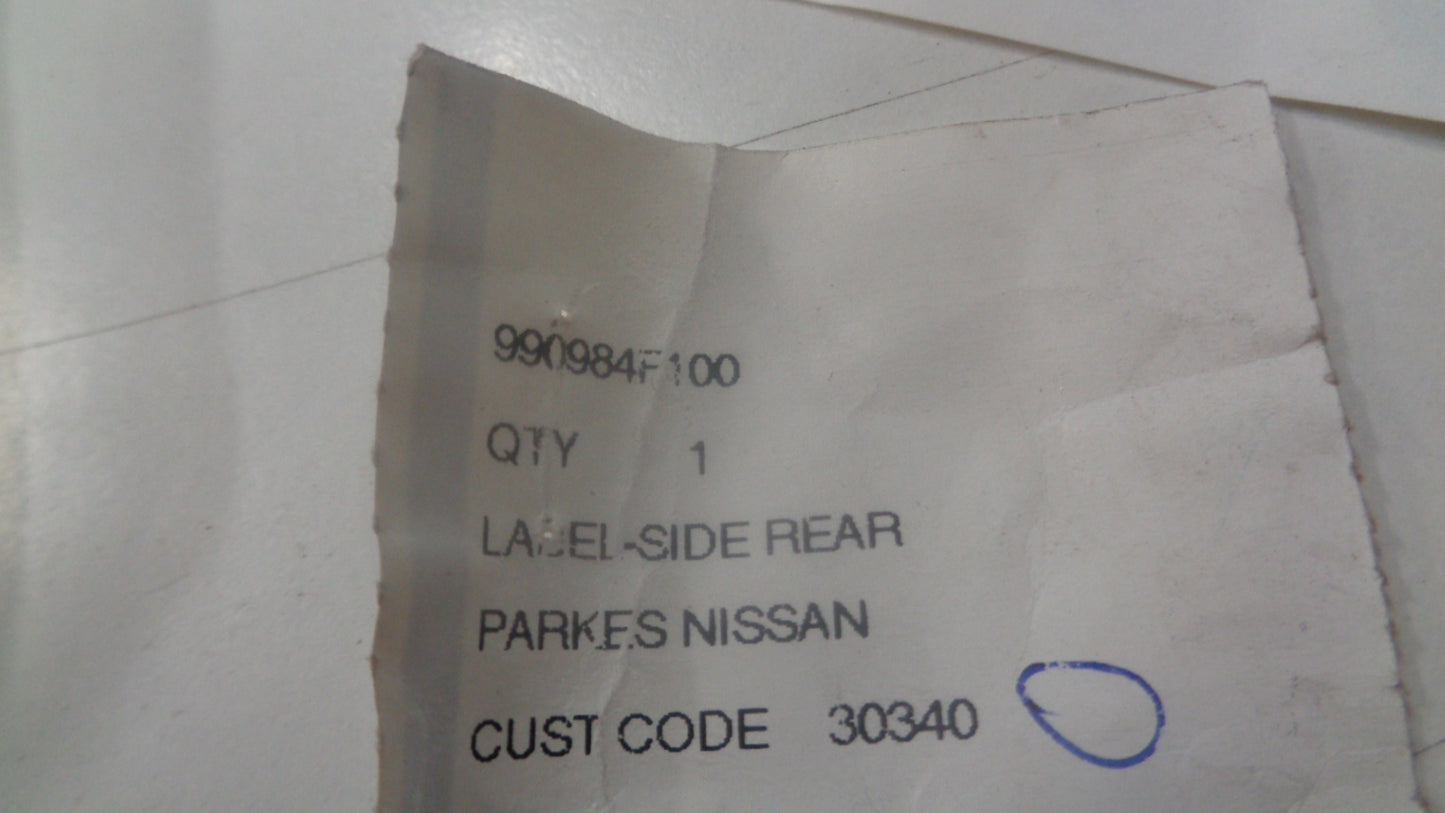 990984F100
QTY 1
LABEL-SIDE REAR
PARKES NISSAN
CUST CODE 30340